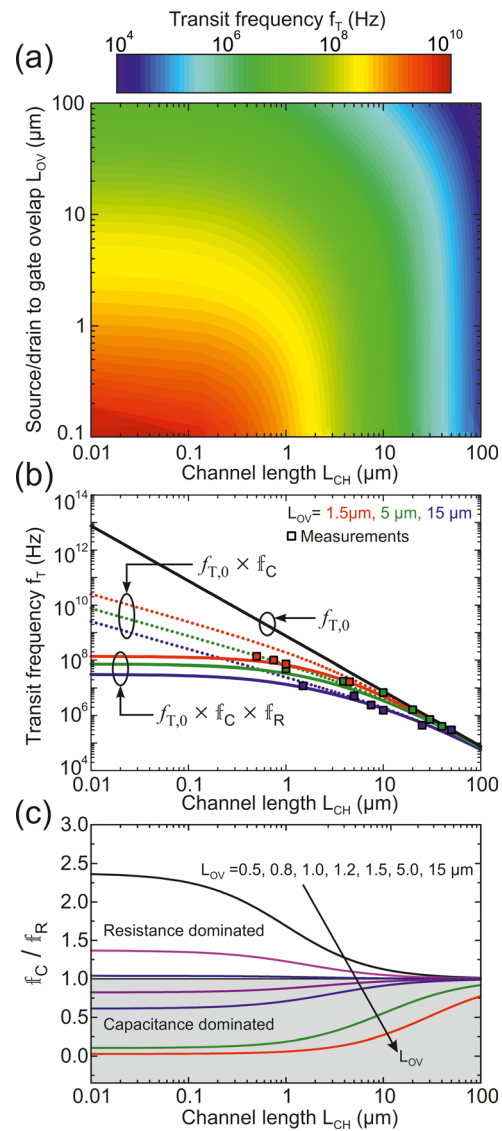 Transit frequency f_T (Hz)
10^4 10^6 10^8 10^10
(a)
Source/drain to gate ovelap L_OV (µm)
100
10
1
0.1
0.01 0.1 1 10 100
Channel length L_CH (µm)
(b)
Transit frequency f_T (Hz)
10^14
10^12
10^10
10^8
10^6
10^4
L_OV= 1.5µm, 5 µm, 15 µm
Measurements
f_T,0 × 𝕗_C
f_T,0
f_T,0 × 𝕗_C × 𝕗_R
0.01 0.1 1 10 100
Channel length L_CH (µm)
(c)
𝕗_C / 𝕗_R
3.0
2.5
2.0
1.5
1.0
0.5
0.0
L_OV =0.5, 0.8, 1.0, 1.2, 1.5, 5.0, 15 µm
Resistance dominated
Capacitance dominated
L_OV
0.01 0.1 1 10 100
Channel length L_CH (µm)